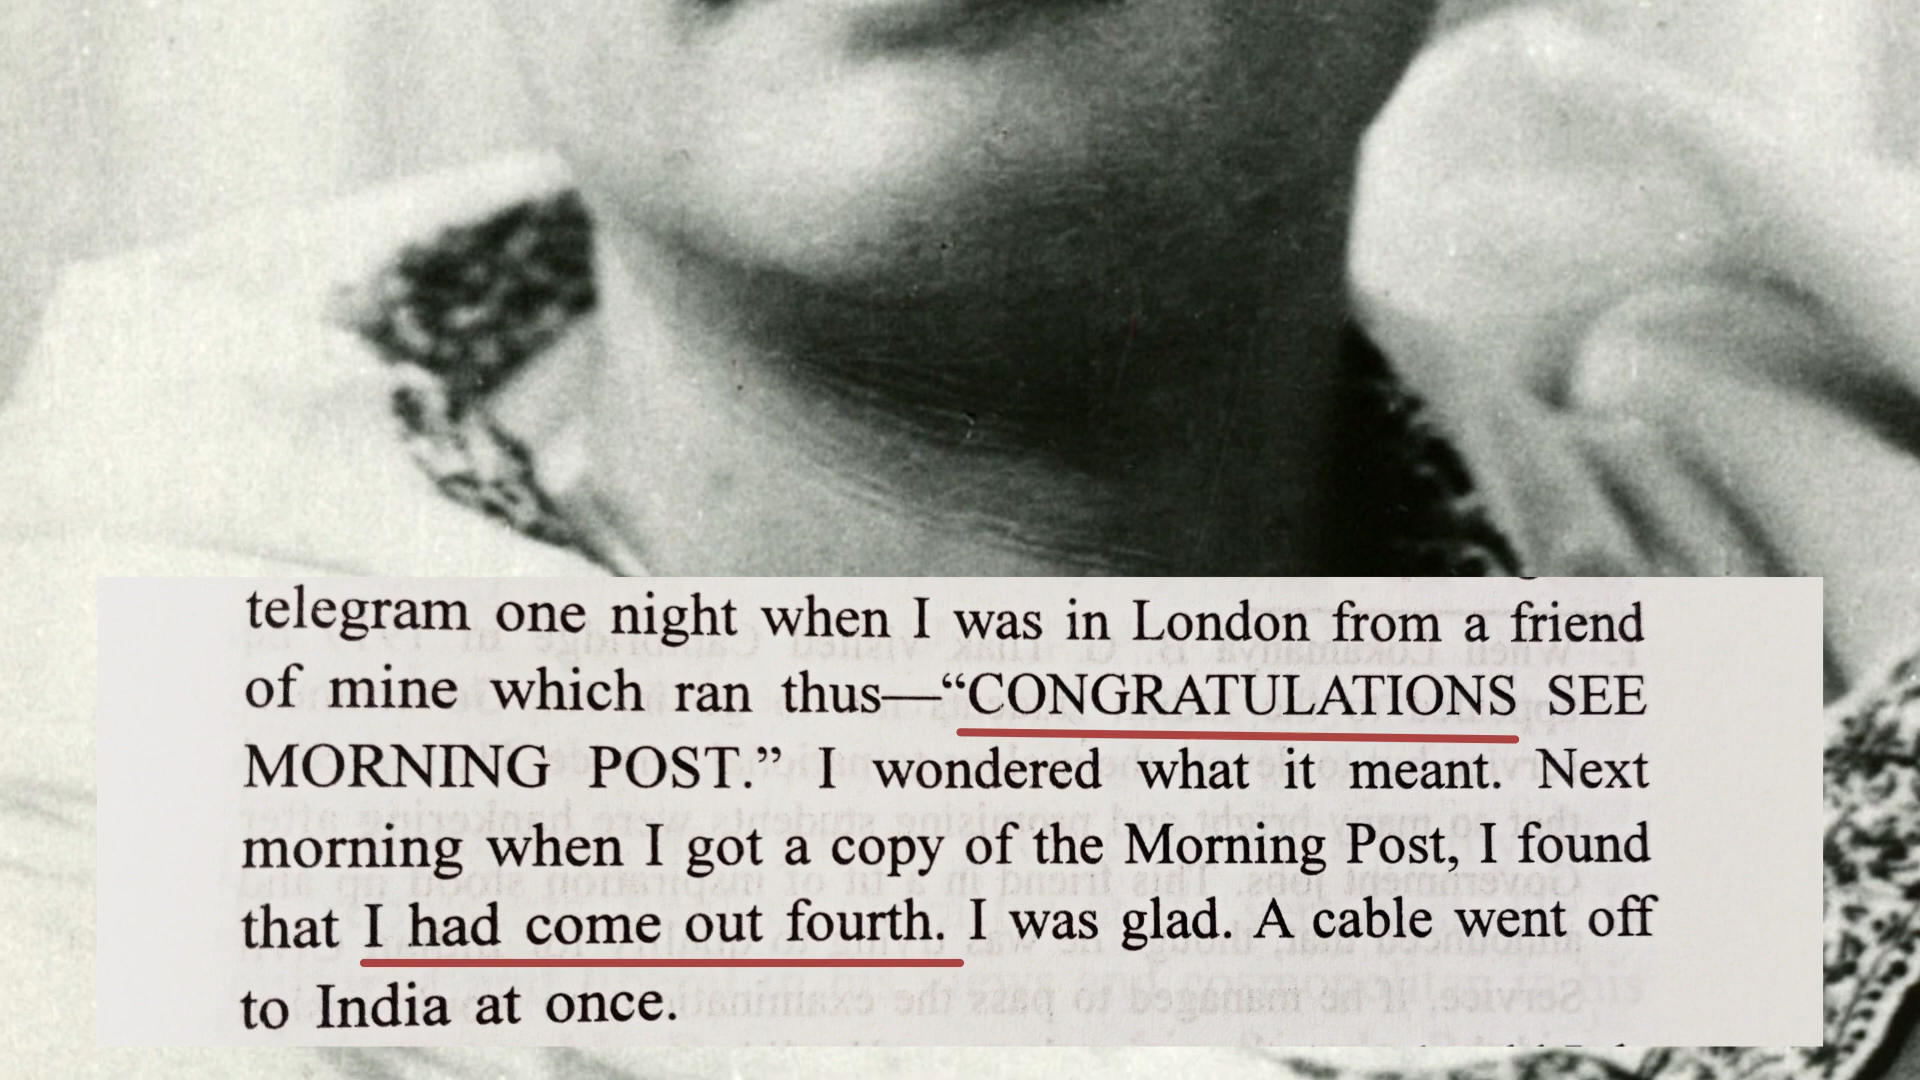 telegram one night when I was in London from a friend
of mine which ran thus—“CONGRATULATIONS SEE
MORNING POST.” I wondered what it meant. Next
morning when I got a copy of the Morning Post, I found
that I had come out fourth. I was glad. A cable went off
to India at once.